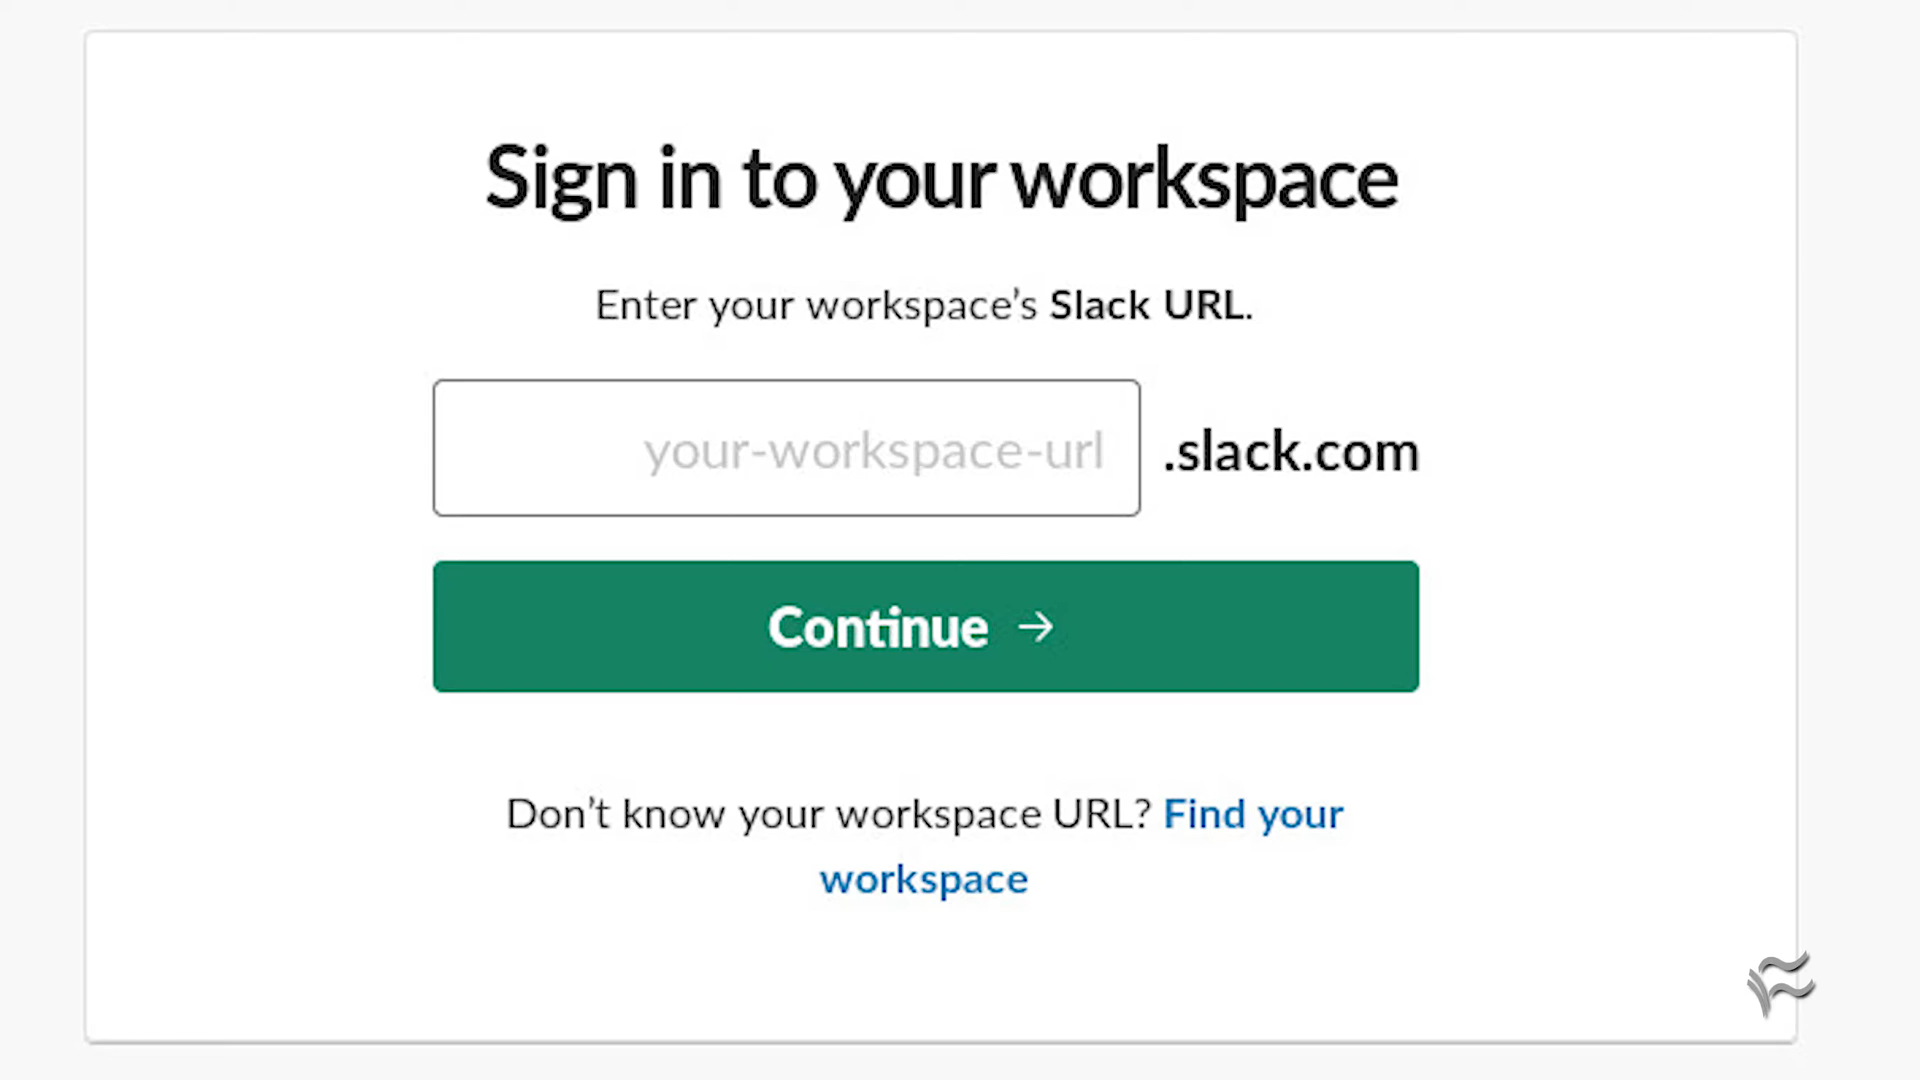 Sign in to your workspace
Enter your workspace’s Slack URL.
your-workspace-url .slack.com
Continue →
Don’t know your workspace URL? Find your
workspace